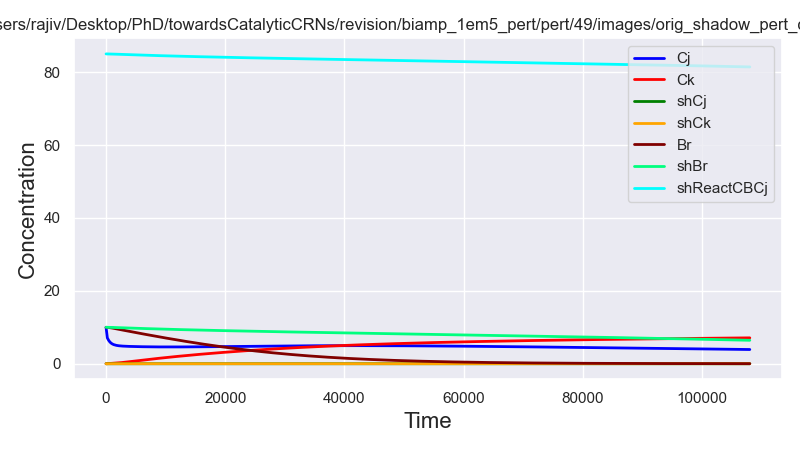 sers/rajiv/Desktop/PhD/towardsCatalyticCRNs/revision/biamp_1em5_pert/pert/49/images/orig_shadow_pert_c
Cj
Ck
shCj
shCk
Br
shBr
shReactCBCj
80
60
40
20
0
Concentration
0 20000 40000 60000 80000 100000
Time